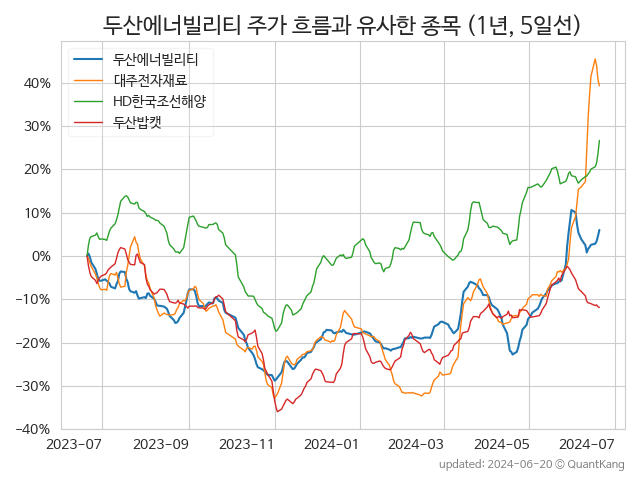 두산에너빌리티 주가 흐름과 유사한 종목 (1년, 5일선)
두산에너빌리티
대주전자재료
HD한국조선해양
두산밥캣
40%
30%
20%
10%
0%
−10%
−20%
−30%
−40%
2023-07 2023-09 2023-11 2024-01 2024-03 2024-05 2024-07
updated: 2024-06-20 © QuantKang